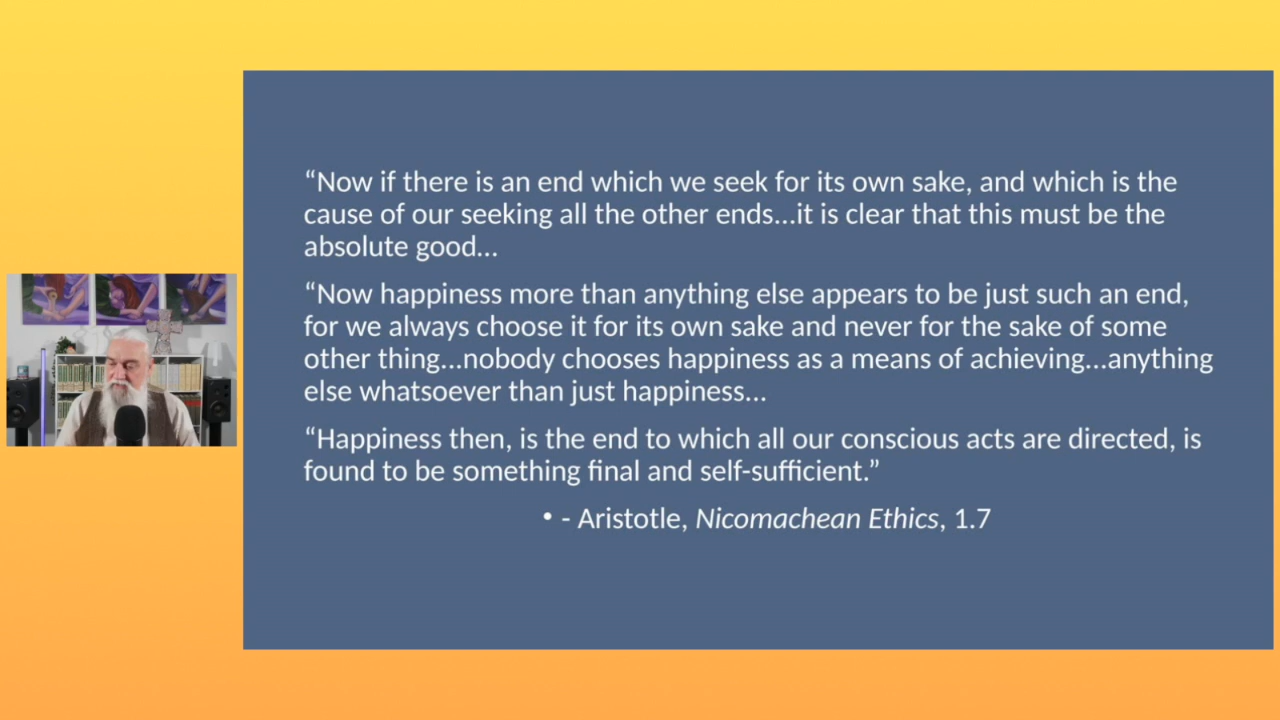 “Now if there is an end which we seek for its own sake, and which is the
cause of our seeking all the other ends...it is clear that this must be the
absolute good...
“Now happiness more than anything else appears to be just such an end,
for we always choose it for its own sake and never for the sake of some
other thing...nobody chooses happiness as a means of achieving...anything
else whatsoever than just happiness...
“Happiness then, is the end to which all our conscious acts are directed, is
found to be something final and self-sufficient.”
• - Aristotle, Nicomachean Ethics, 1.7